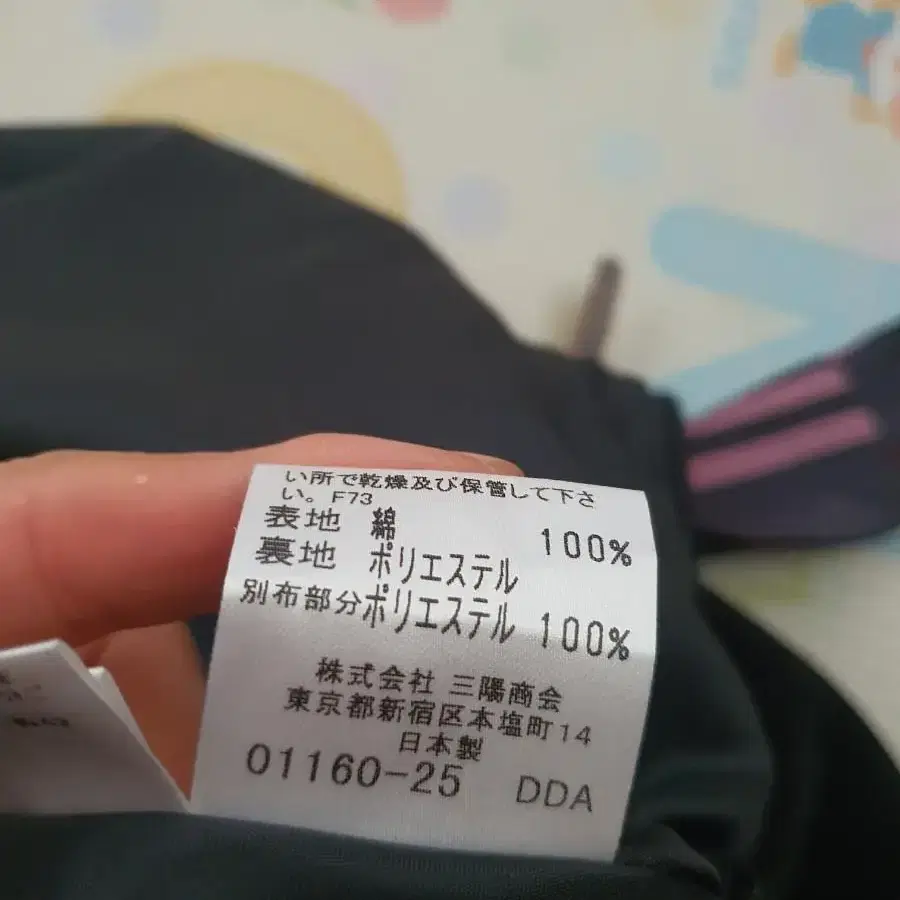 い所で乾燥及び保管して下さ
い。F73
表地 綿 100%
裏地 ポリエステル
別布部分ポリエステル 100%
株式会社 三陽商会
東京都新宿区本塩町14
日本製
01160-25 DDA